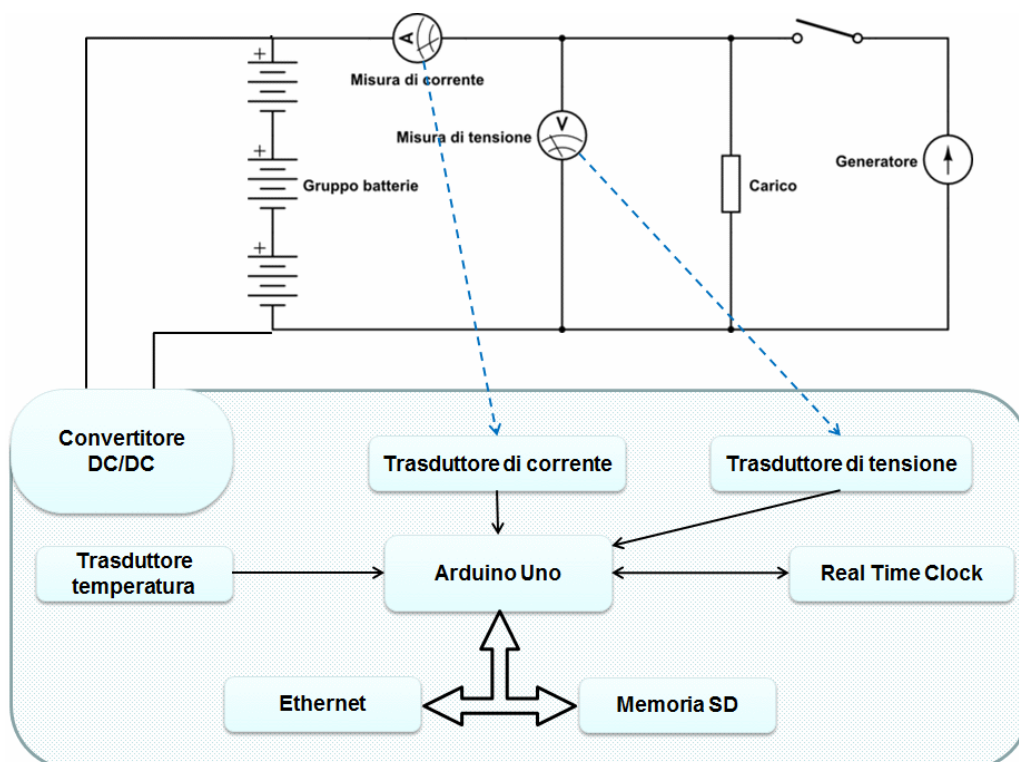 +
A
Misura di corrente
V
Misura di tensione
+
Gruppo batterie
Carico
Generatore
+
Convertitore
DC/DC
Trasduttore di corrente
Trasduttore di tensione
Trasduttore
temperatura
Arduino Uno
Real Time Clock
Ethernet
Memoria SD